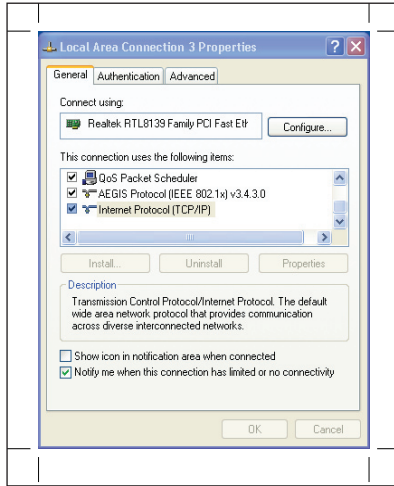 Local Area Connection 3 Properties
General Authentication Advanced
Connect using:
Realtek RTL8139 Family PCI Fast Eth
Configure...
This connection uses the following items:
QoS Packet Scheduler
AEGIS Protocol (IEEE 802.1x) v3.4.3.0
Internet Protocol (TCP/IP)
Install... Uninstall Properties
Description
Transmission Control Protocol/Internet Protocol. The default
wide area network protocol that provides communication
across diverse interconnected networks.
Show icon in notification area when connected
Notify me when this connection has limited or no connectivity
OK Cancel